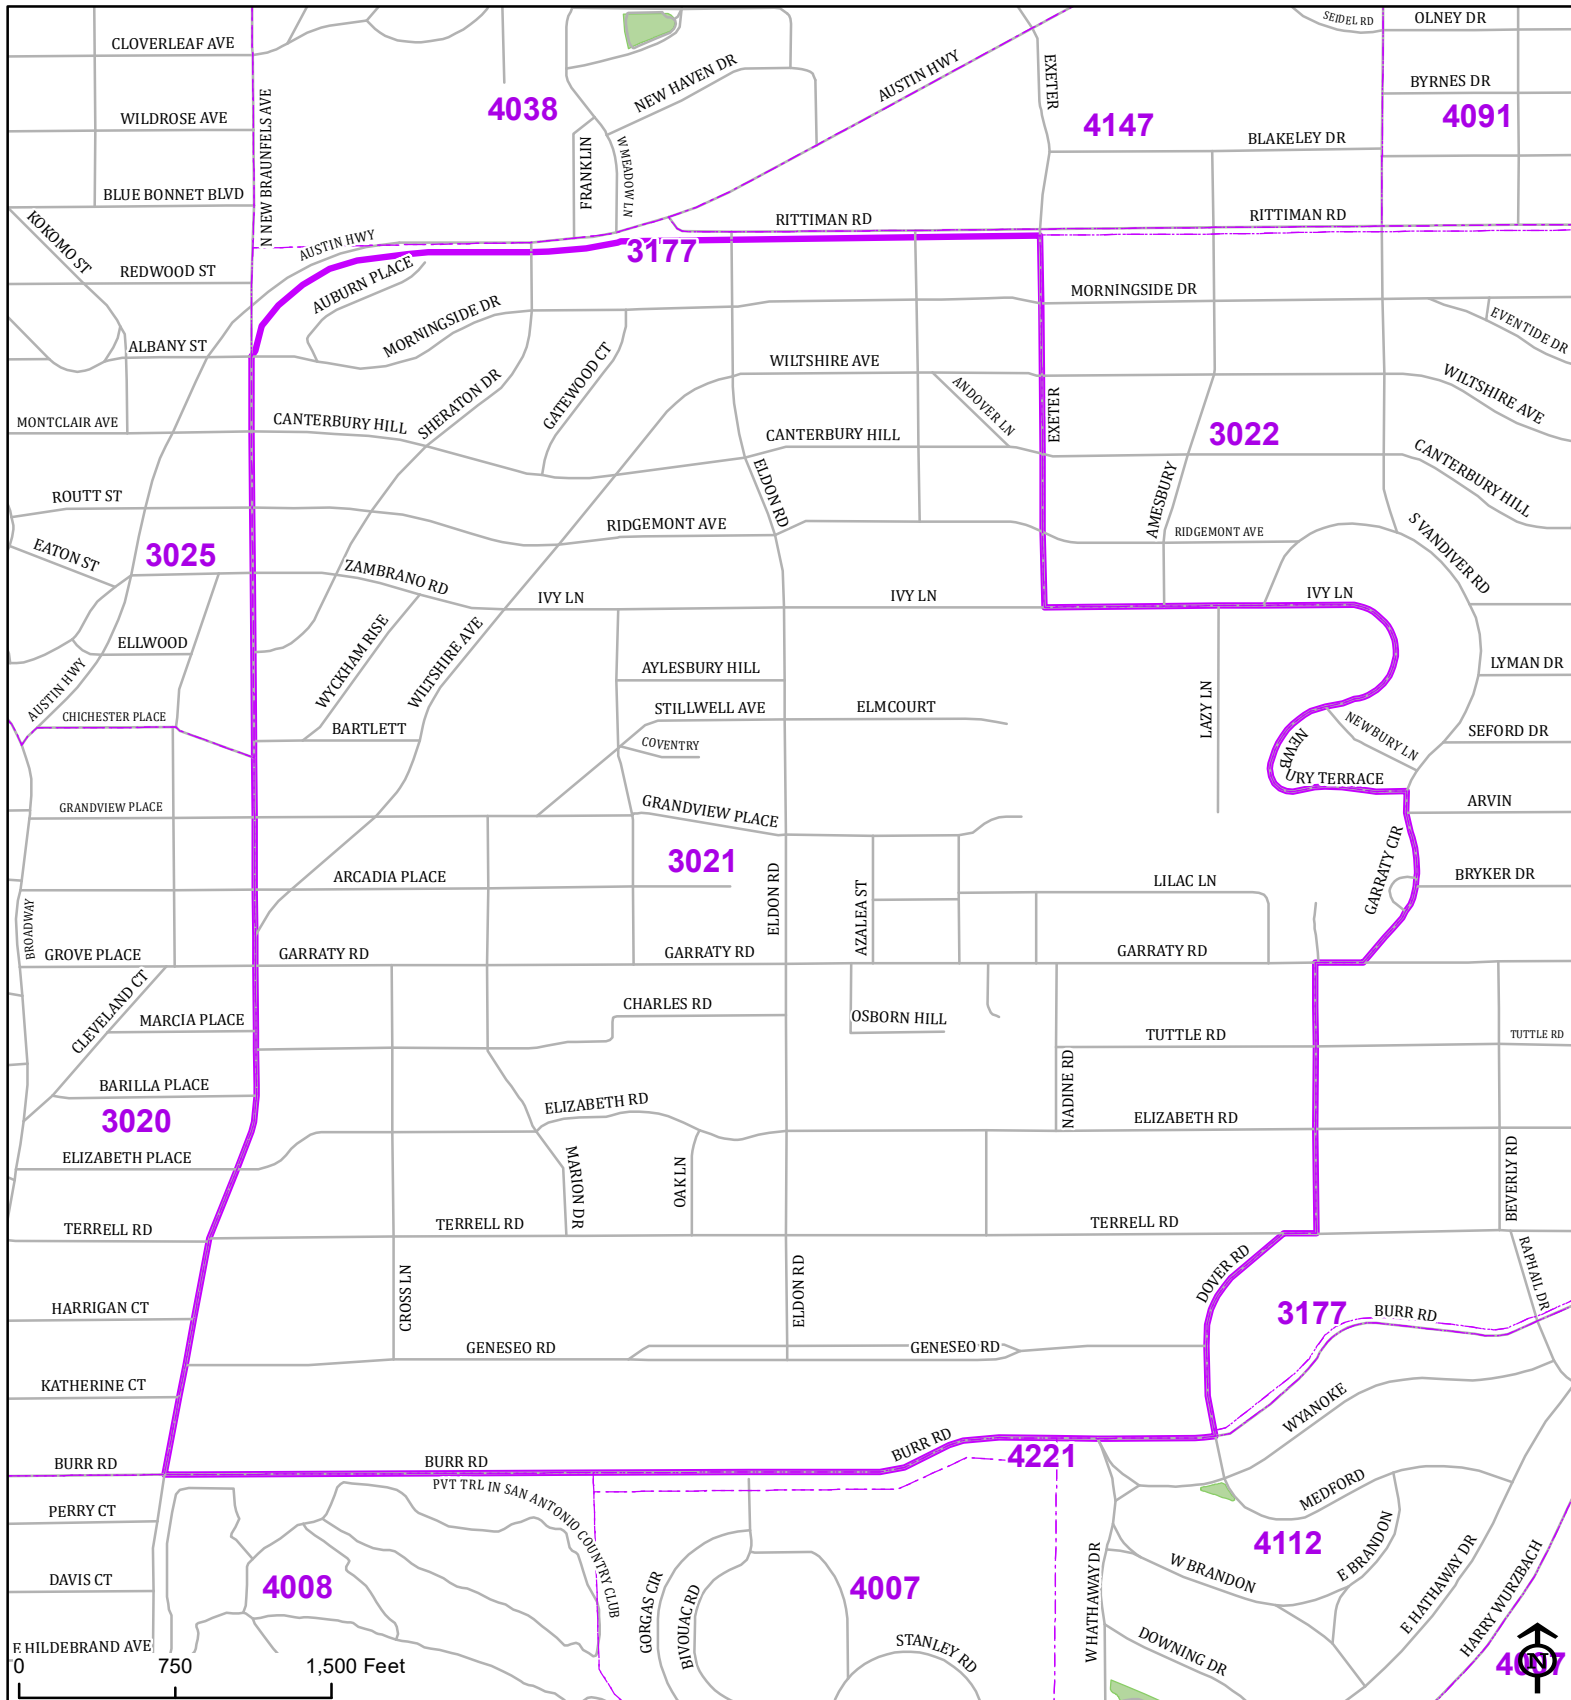 SEIDEL RD
OLNEY DR
CLOVERLEAF AVE
NEW HAVEN DR
AUSTIN HWY
EXETER
BYRNES DR
4038
4147
4091
WILDROSE AVE
N NEW BRAUNFELS AVE
FRANKLIN
W MEADOW LN
BLAKELEY DR
BLUE BONNET BLVD
RITTIMAN RD
RITTIMAN RD
KOKOMO ST
AUSTIN HWY
3177
REDWOOD ST
AUBURN PLACE
MORNINGSIDE DR
MORNINGSIDE DR
EVENTIDE DR
ALBANY ST
WILTSHIRE AVE
WILTSHIRE AVE
SHERATON DR
GATEWOOD CT
ANDOVER LN
EXETER
MONTCLAIR AVE
CANTERBURY HILL
CANTERBURY HILL
3022
CANTERBURY HILL
ELDON RD
AMESBURY
ROUTT ST
RIDGEMONT AVE
RIDGEMONT AVE
S VANDIVER RD
EATON ST
3025
ZAMBRANO RD
IVY LN
IVY LN
IVY LN
ELLWOOD
WYCKHAM RISE
WILTSHIRE AVE
AYLESBURY HILL
LYMAN DR
AUSTIN HWY
CHICHESTER PLACE
STILLWELL AVE
ELMCOURT
LAZY LN
BARTLETT
COVENTRY
NEWBURY LN
SEFORD DR
NEWB
URY TERRACE
GRANDVIEW PLACE
GRANDVIEW PLACE
ARVIN
3021
ARCADIA PLACE
ELDON RD
AZALEA ST
LILAC LN
GARRATY CIR
BRYKER DR
BROADWAY
GROVE PLACE
GARRATY RD
GARRATY RD
GARRATY RD
CLEVELAND CT
CHARLES RD
MARCIA PLACE
OSBORN HILL
TUTTLE RD
TUTTLE RD
BARILLA PLACE
NADINE RD
3020
ELIZABETH RD
ELIZABETH RD
ELIZABETH PLACE
MARION DR
OAK LN
BEVERLY RD
TERRELL RD
TERRELL RD
TERRELL RD
RAPHAIL DR
DOVER RD
HARRIGAN CT
CROSS LN
ELDON RD
3177
BURR RD
GENESEO RD
GENESEO RD
KATHERINE CT
WYANOKE
BURR RD
BURR RD
BURR RD
4221
PVT TRL IN SAN ANTONIO COUNTRY CLUB
PERRY CT
MEDFORD
4112
W HATHAWAY DR
W BRANDON
E BRANDON
E HATHAWAY DR
HARRY WURZBACH
DAVIS CT
4008
GORGAS CIR
BIVOUAC RD
4007
STANLEY RD
DOWNING DR
E HILDEBRAND AVE
0 750 1,500 Feet
4007
N